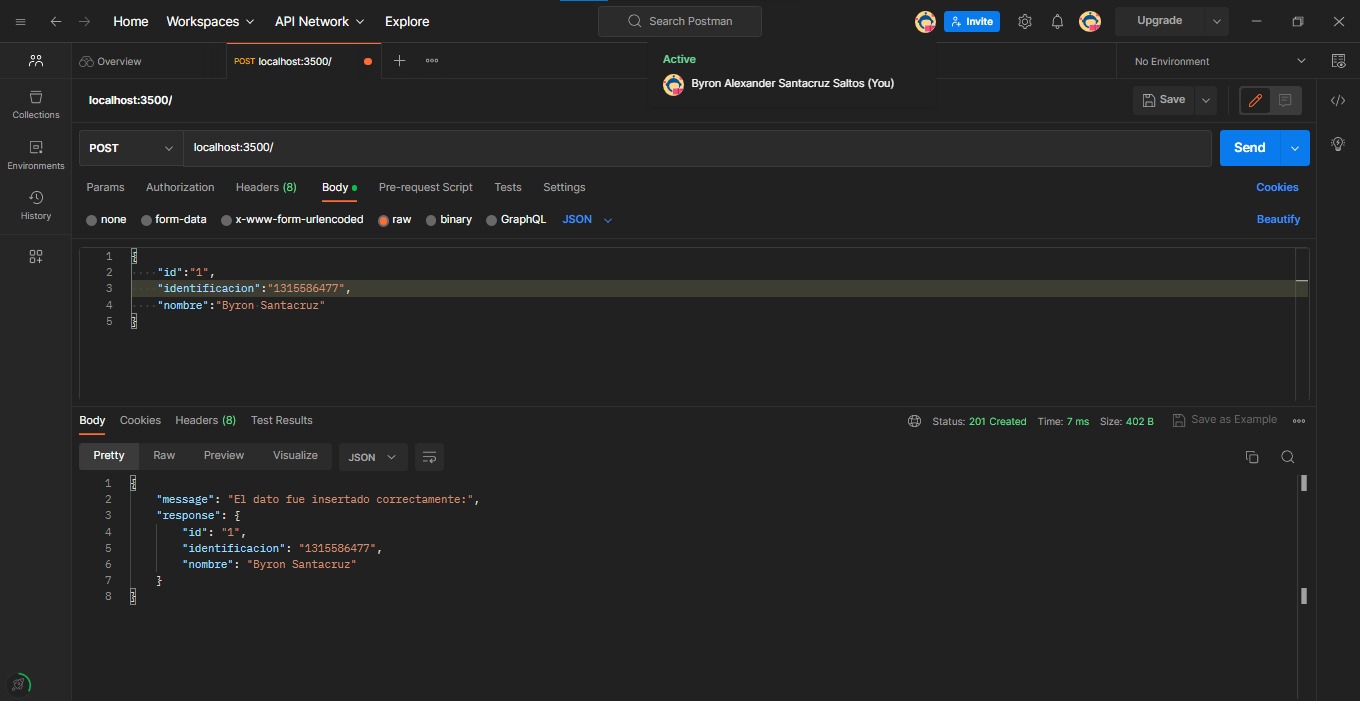 Home Workspaces API Network Explore Search Postman Invite Upgrade
Overview POST localhost:3500/ No Environment
Active
Byron Alexander Santacruz Saltos (You)
localhost:3500/ Save
Collections
Environments
History
POST localhost:3500/ Send
Params Authorization Headers (8) Body Pre-request Script Tests Settings Cookies
none form-data x-www-form-urlencoded raw binary GraphQL JSON Beautify
1 {
2 ····"id":"1",
3 "identificacion":"1315586477",
4 ····"nombre":"Byron·Santacruz"
5 }
Body Cookies Headers (8) Test Results Status: 201 Created Time: 7 ms Size: 402 B Save as Example
Pretty Raw Preview Visualize JSON
1 {
2 "message": "El dato fue insertado correctamente:",
3 "response": {
4 "id": "1",
5 "identificacion": "1315586477",
6 "nombre": "Byron Santacruz"
7 }
8 }